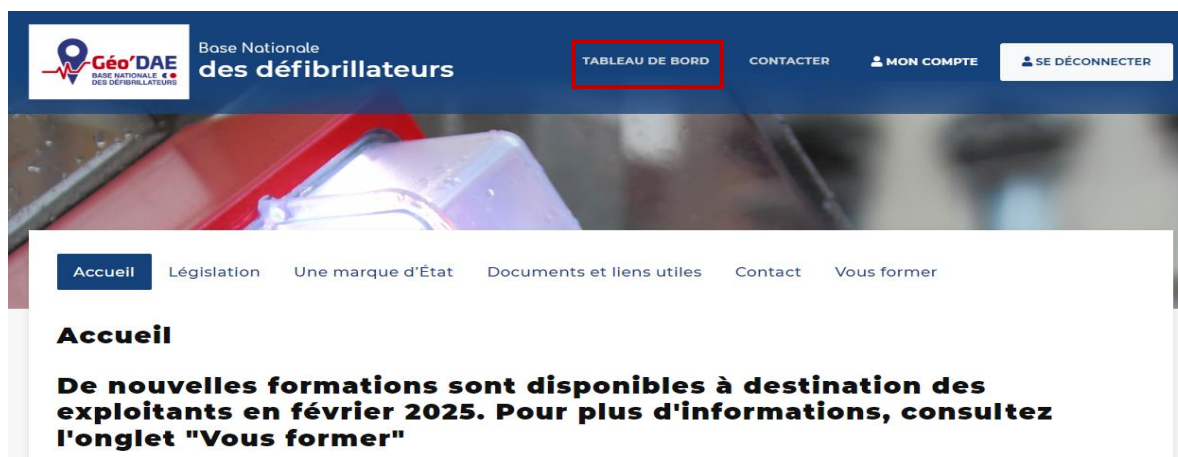 Géo'DAE
BASE NATIONALE
DES DÉFIBRILLATEURS
Base Nationale
des défibrillateurs
TABLEAU DE BORD
CONTACTER
MON COMPTE
SE DÉCONNECTER
Accueil
Législation
Une marque d'État
Documents et liens utiles
Contact
Vous former
Accueil
De nouvelles formations sont disponibles à destination des
exploitants en février 2025. Pour plus d'informations, consultez
l'onglet "Vous former"